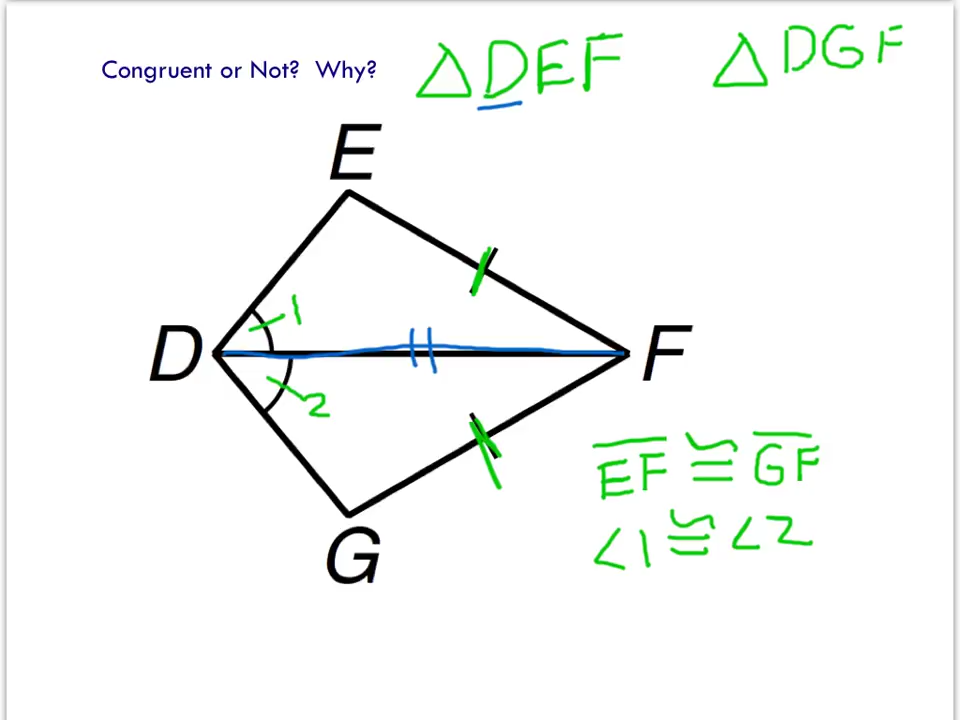 Congruent or Not? Why?
△DEF △DGF
E
1
D F
2
EF ≅ GF
G
∠1 ≅ ∠2